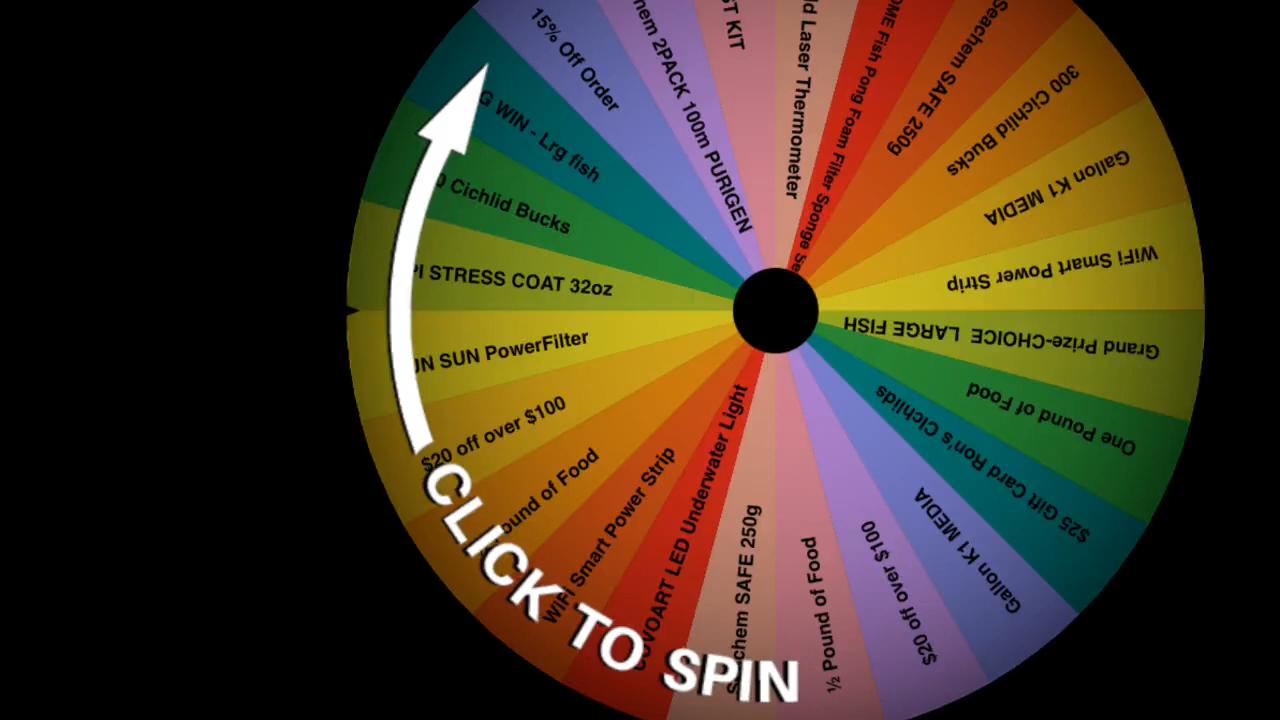 15% Off Order
2PACK 100m PURIGEN
KIT
Laser Thermometer
Fish Pong Foam Filter Sponge
Seachem SAFE 250g
300 Cichlid Bucks
Gallon K1 MEDIA
WiFi Smart Power Strip
Grand Prize-CHOICE LARGE FISH
One Pound of Food
$25 Gift Card Ron's Cichlids
Gallon K1 MEDIA
$20 off over $100
½ Pound of Food
SAFE 250g
LED Underwater Light
WiFi Smart Power Strip
of Food
$20 off over $100
SUN PowerFilter
STRESS COAT 32oz
Cichlid Bucks
WIN - Lrg fish
CLICK TO SPIN